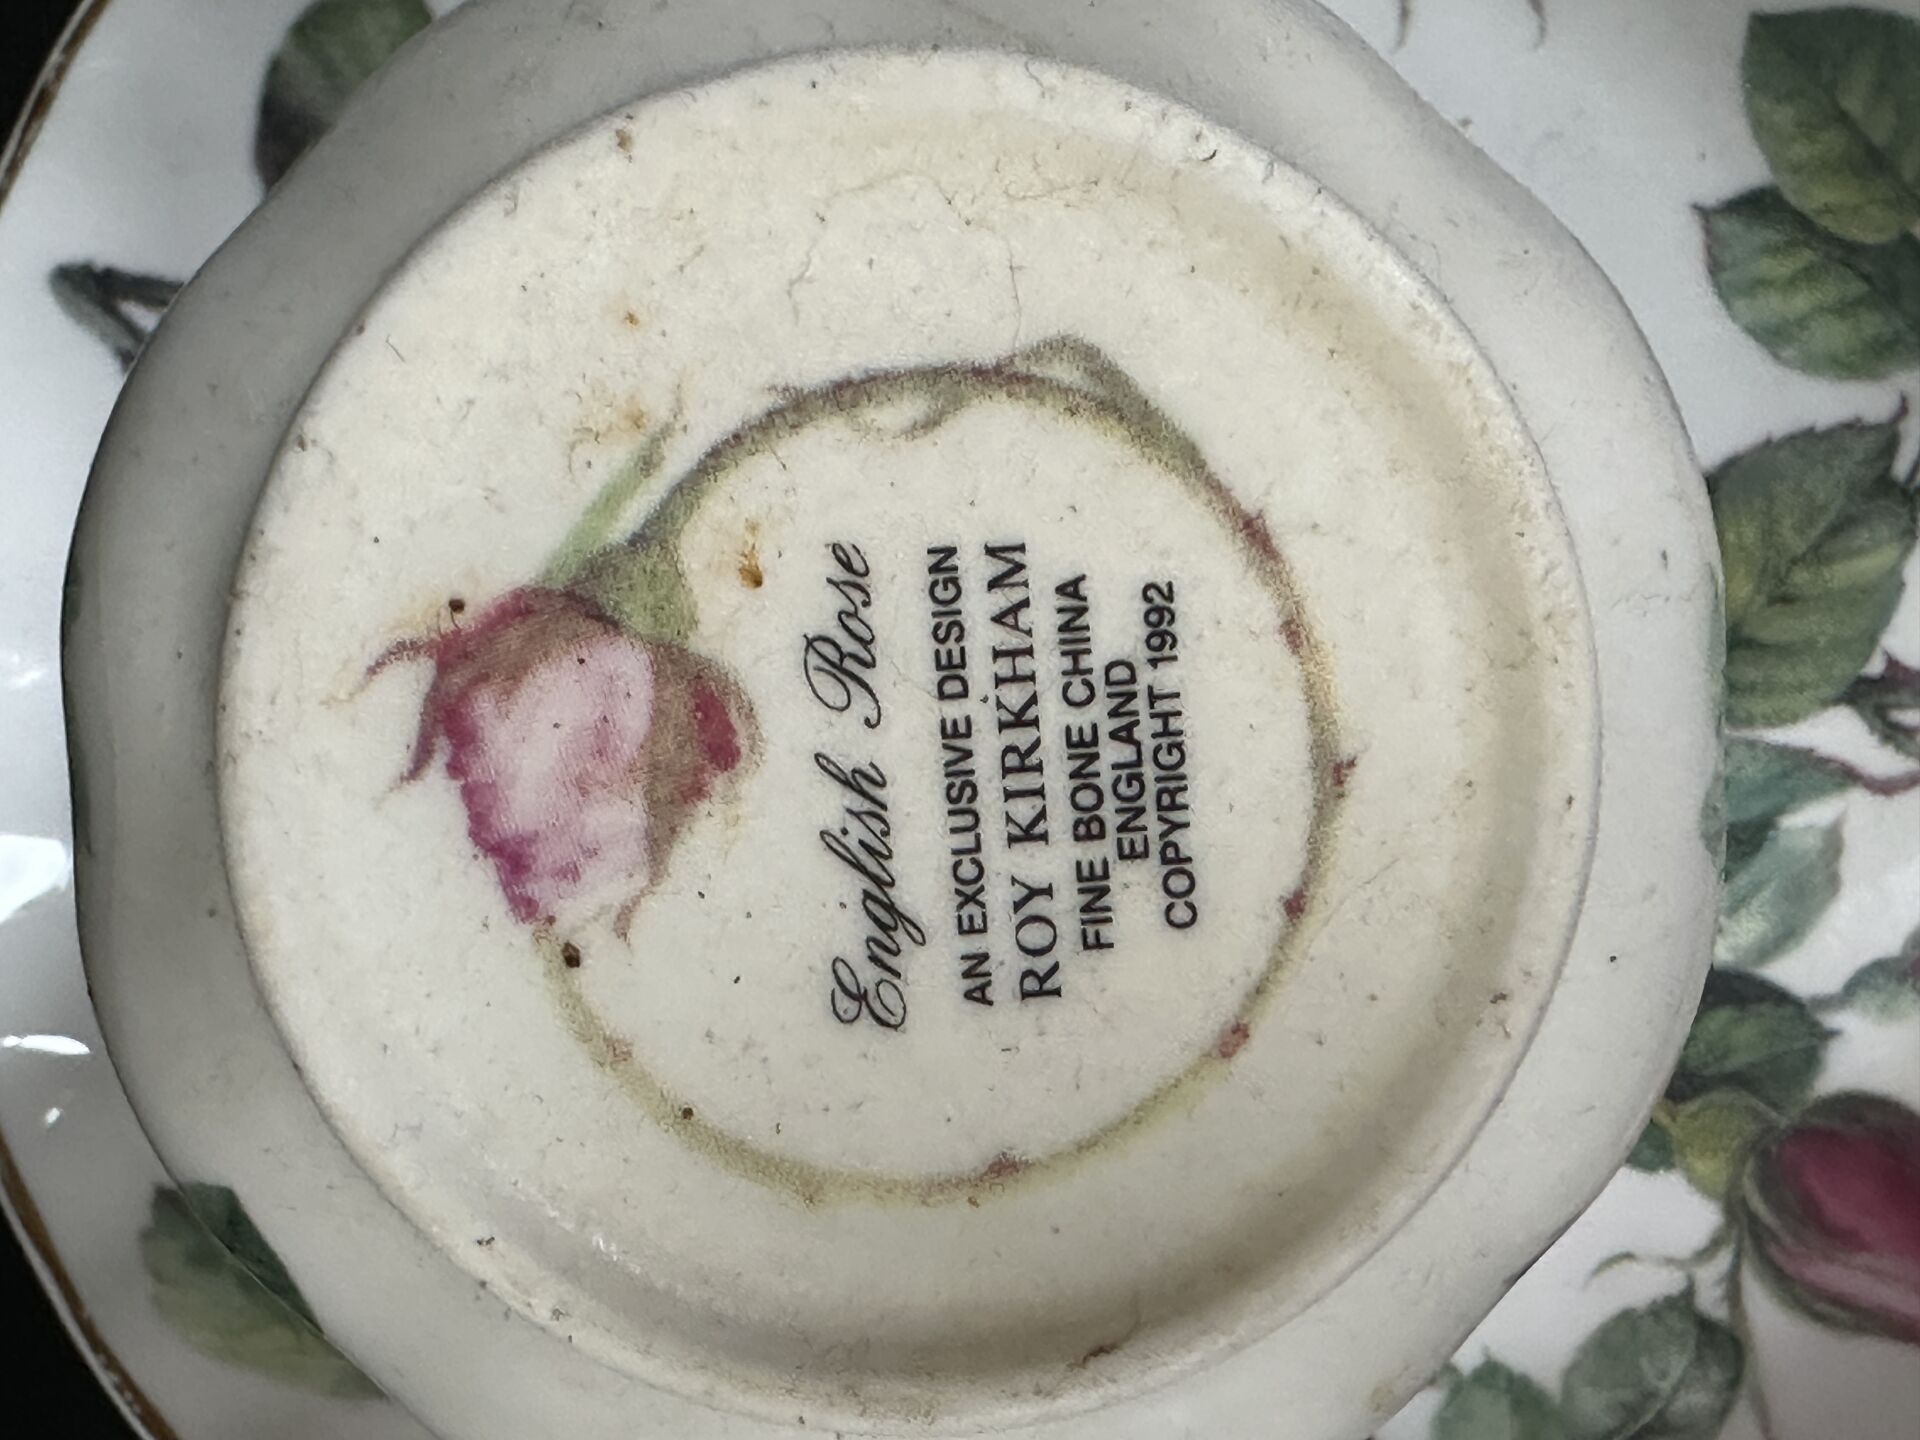 English Rose
AN EXCLUSIVE DESIGN
ROY KIRKHAM
FINE BONE CHINA
ENGLAND
COPYRIGHT 1992